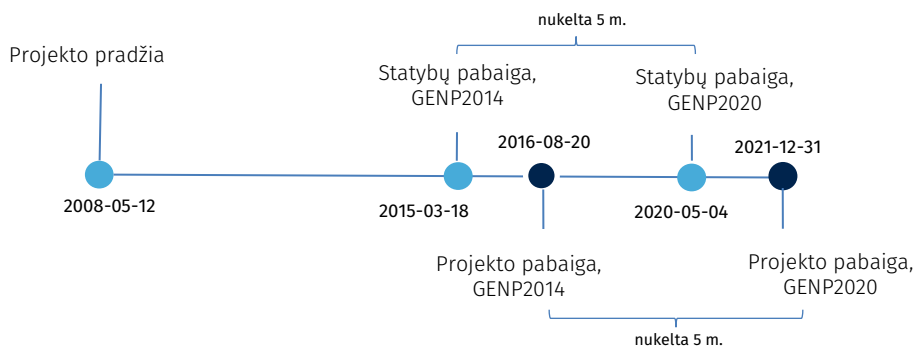 nukelta 5 m.
Projekto pradžia
Statybų pabaiga,
GENP2014
Statybų pabaiga,
GENP2020
2016-08-20
2021-12-31
2008-05-12
2015-03-18
2020-05-04
Projekto pabaiga,
GENP2014
Projekto pabaiga,
GENP2020
nukelta 5 m.